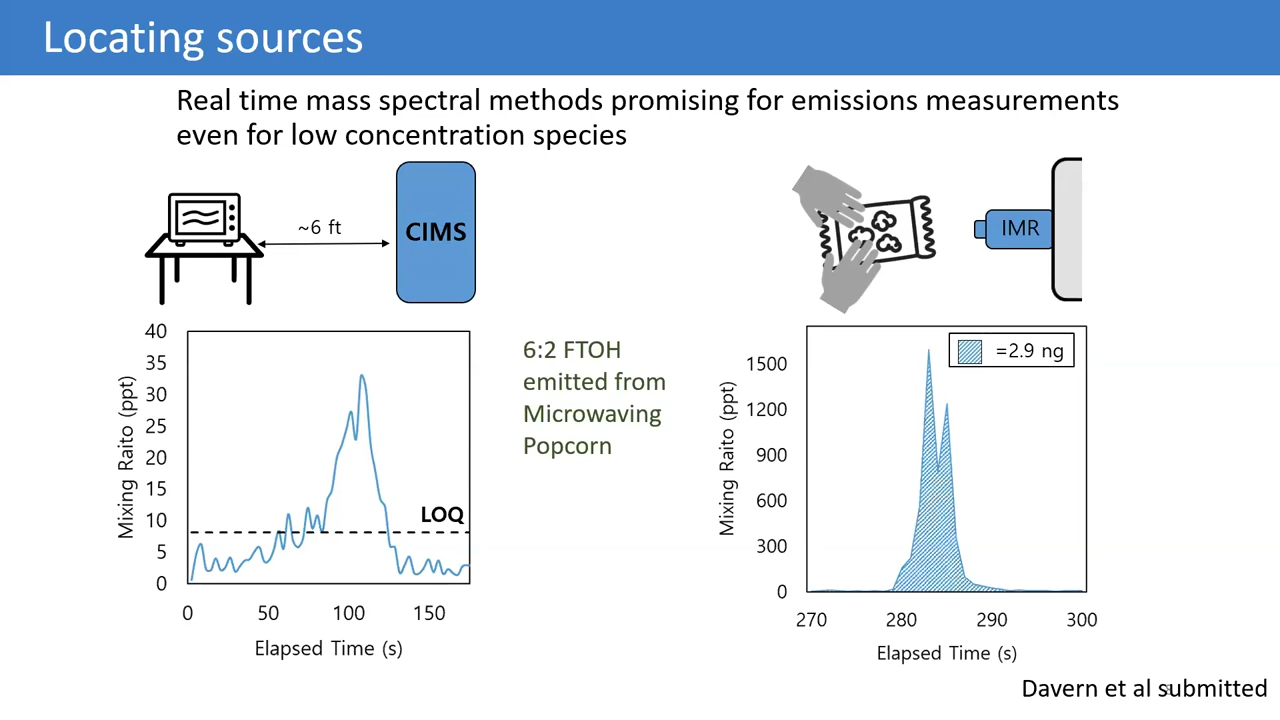 Locating sources
Real time mass spectral methods promising for emissions measurements
even for low concentration species
~6 ft
CIMS
IMR
40
35
30
25
20
15
10
5
0
Mixing Raito (ppt)
LOQ
0 50 100 150
Elapsed Time (s)
6:2 FTOH
emitted from
Microwaving
Popcorn
=2.9 ng
1500
1200
900
600
300
0
Mixing Raito (ppt)
270 280 290 300
Elapsed Time (s)
Davern et al submitted